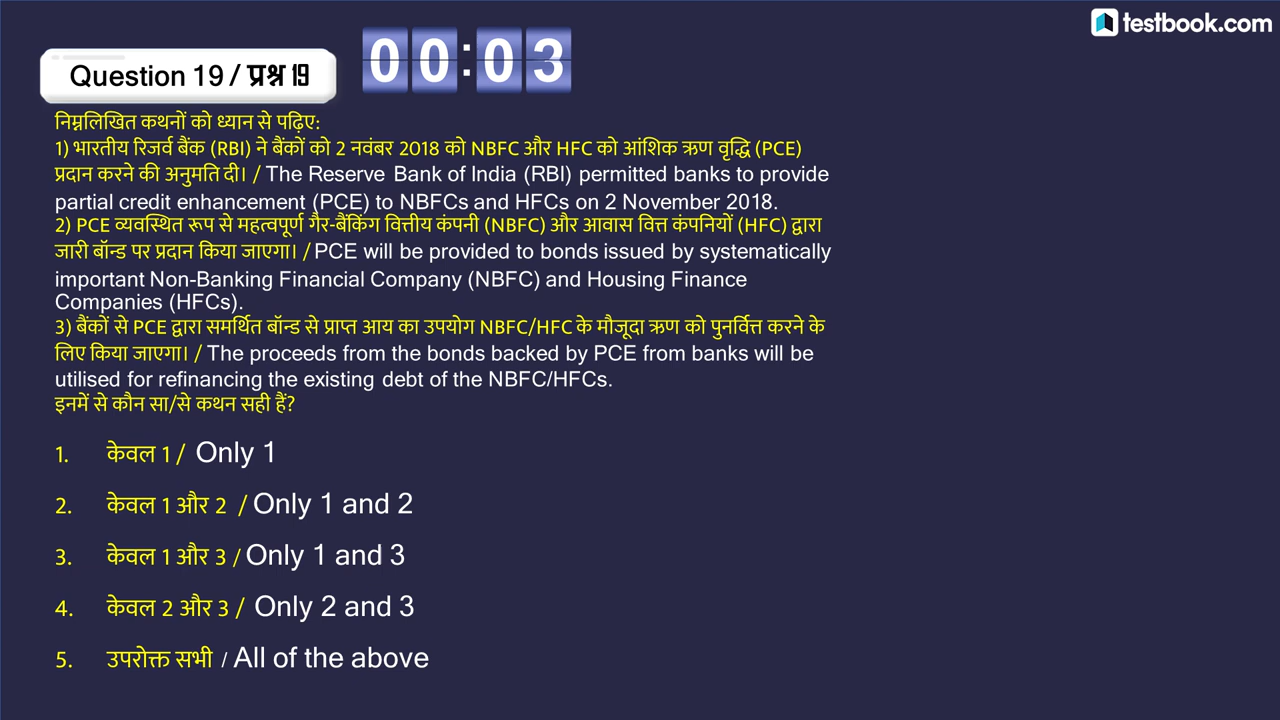 testbook.com
Question 19 / प्रश्न 19
00:03
निम्नलिखित कथनों को ध्यान से पढ़िए:
1) भारतीय रिजर्व बैंक (RBI) ने बैंकों को 2 नवंबर 2018 को NBFC और HFC को आंशिक ऋण वृद्धि (PCE)
प्रदान करने की अनुमति दी। / The Reserve Bank of India (RBI) permitted banks to provide
partial credit enhancement (PCE) to NBFCs and HFCs on 2 November 2018.
2) PCE व्यवस्थित रूप से महत्वपूर्ण गैर-बैंकिंग वित्तीय कंपनी (NBFC) और आवास वित्त कंपनियों (HFC) द्वारा
जारी बॉन्ड पर प्रदान किया जाएगा। / PCE will be provided to bonds issued by systematically
important Non-Banking Financial Company (NBFC) and Housing Finance
Companies (HFCs).
3) बैंकों से PCE द्वारा समर्थित बॉन्ड से प्राप्त आय का उपयोग NBFC/HFC के मौजूदा ऋण को पुनर्वित्त करने के
लिए किया जाएगा। / The proceeds from the bonds backed by PCE from banks will be
utilised for refinancing the existing debt of the NBFC/HFCs.
इनमें से कौन सा/से कथन सही हैं?
1. केवल 1 / Only 1
2. केवल 1 और 2 / Only 1 and 2
3. केवल 1 और 3 / Only 1 and 3
4. केवल 2 और 3 / Only 2 and 3
5. उपरोक्त सभी / All of the above